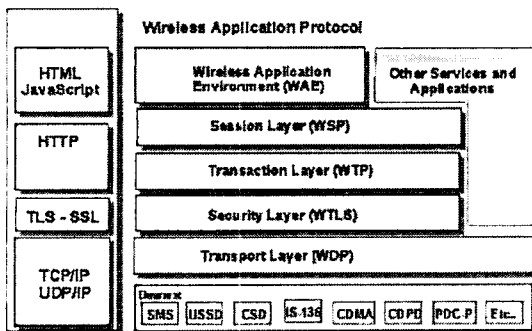 Wireless Application Protocol
HTML
JavaScript
HTTP
TLS - SSL
TCP/IP
UDP/IP
Wireless Application
Environment (WAE)
Other Services and
Applications
Session Layer (WSP)
Transaction Layer (WTP)
Security Layer (WTLS)
Transport Layer (WDP)
SMS USSD CSD IS-136 CDMA CDPD PDC-P Etc..